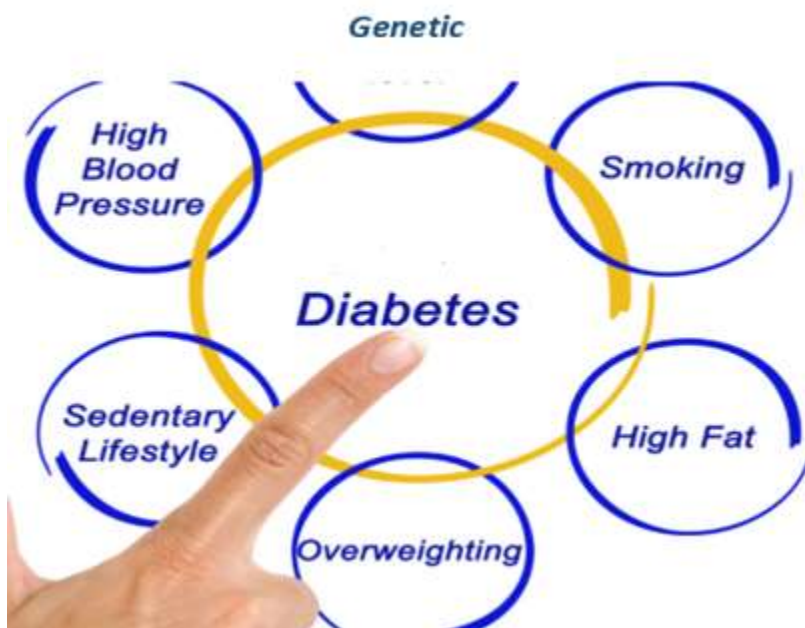 Genetic
High
Blood
Pressure
Smoking
Diabetes
Sedentary
Lifestyle
High Fat
Overweighting